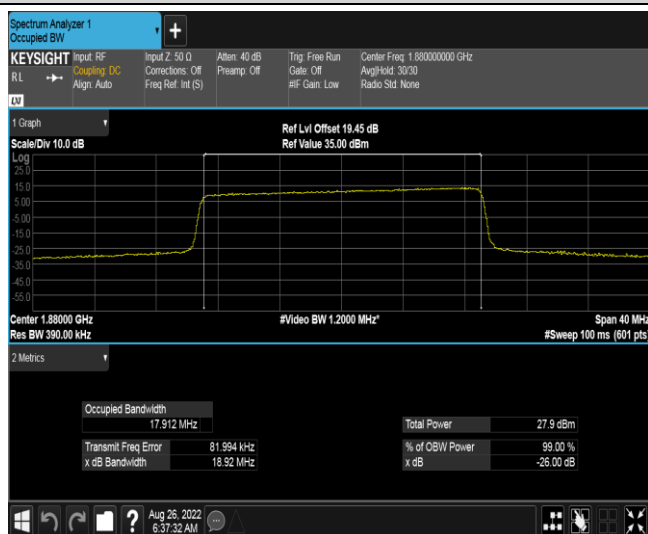 Spectrum Analyzer 1
Occupied BW
+
KEYSIGHT
R L
LXI
Input: RF
Coupling: DC
Align: Auto
Input Z: 50 Ω
Corrections: Off
Freq Ref: Int (S)
Atten: 40 dB
Preamp: Off
Trig: Free Run
Gate: Off
#IF Gain: Low
Center Freq: 1.880000000 GHz
Avg|Hold: 30/30
Radio Std: None
1 Graph
Scale/Div 10.0 dB
Ref Lvl Offset 19.45 dB
Ref Value 35.00 dBm
Log
25.0
15.0
5.00
-5.00
-15.0
-25.0
-35.0
-45.0
-55.0
Center 1.88000 GHz
Res BW 390.00 kHz
#Video BW 1.2000 MHz*
Span 40 MHz
#Sweep 100 ms (601 pts)
2 Metrics
Occupied Bandwidth
17.912 MHz
Transmit Freq Error 81.994 kHz
x dB Bandwidth 18.92 MHz
Total Power 27.9 dBm
% of OBW Power 99.00 %
x dB -26.00 dB
?
Aug 26, 2022
6:37:32 AM